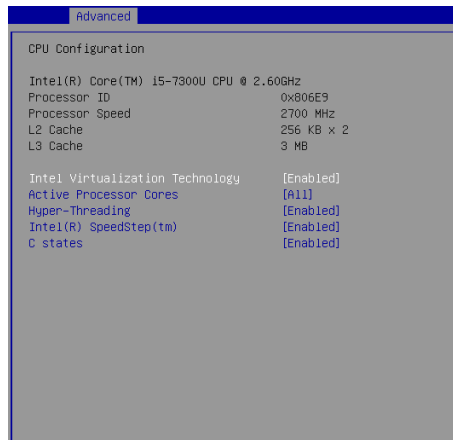 Advanced
CPU Configuration
Intel(R) Core(TM) i5-7300U CPU @ 2.60GHz
Processor ID 0x806E9
Processor Speed 2700 MHz
L2 Cache 256 KB x 2
L3 Cache 3 MB
Intel Virtualization Technology [Enabled]
Active Processor Cores [All]
Hyper-Threading [Enabled]
Intel(R) SpeedStep(tm) [Enabled]
C states [Enabled]